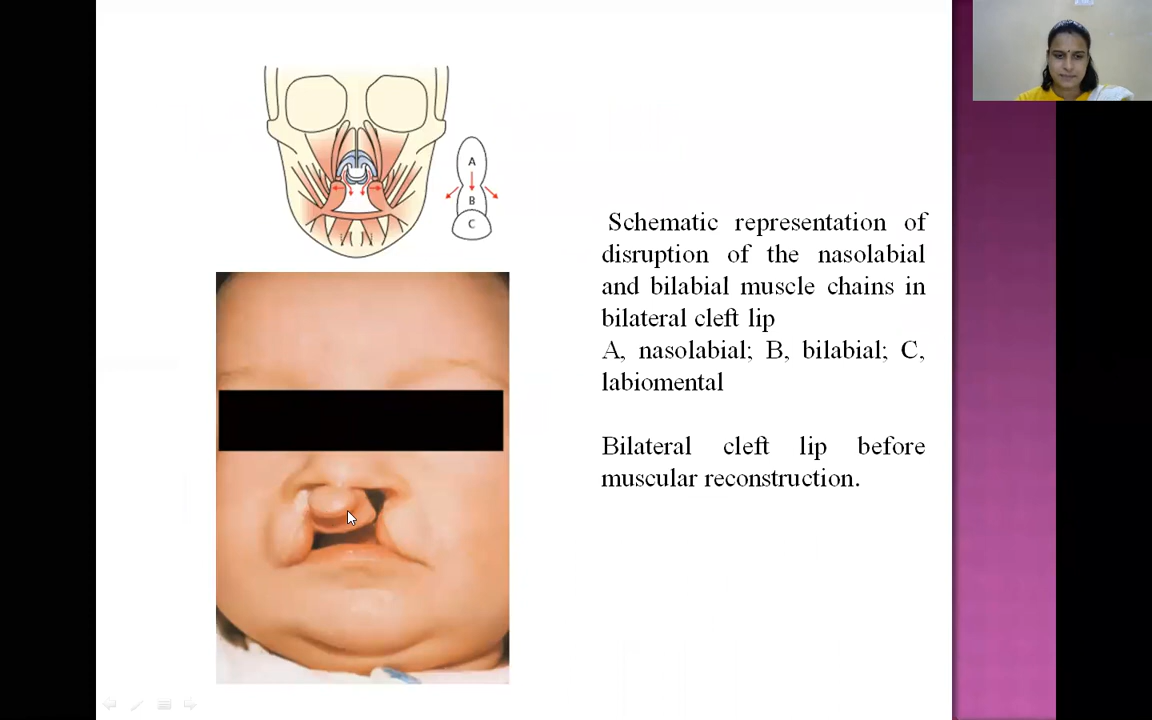 A
B
C
Schematic representation of
disruption of the nasolabial
and bilabial muscle chains in
bilateral cleft lip
A, nasolabial; B, bilabial; C,
labiomental
Bilateral cleft lip before
muscular reconstruction.